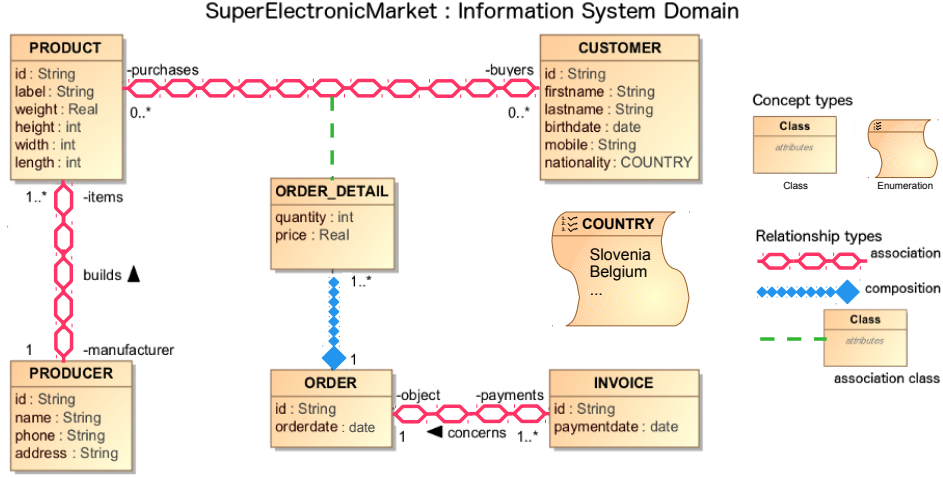 SuperElectronicMarket : Information System Domain
PRODUCT
id : String
label : String
weight : Real
height : int
width : int
length : int
-purchases
0..*
-buyers
0..*
CUSTOMER
id : String
firstname : String
lastname : String
birthdate : date
mobile : String
nationality : COUNTRY
Concept types
Class
attributes
Class
Enumeration
1..*
-items
builds
1
-manufacturer
ORDER_DETAIL
quantity : int
price : Real
1..*
1
COUNTRY
Slovenia
Belgium
...
Relationship types
association
composition
Class
attributes
association class
PRODUCER
id : String
name : String
phone : String
address : String
ORDER
id : String
orderdate : date
-object
-payments
1
concerns
1..*
INVOICE
id : String
paymentdate : date